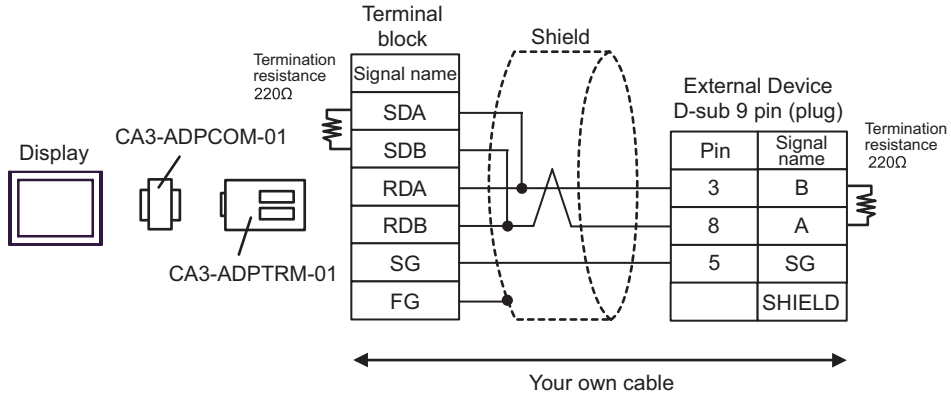 Terminal
block
Shield
Termination
resistance
220Ω
Signal name
SDA
SDB
RDA
RDB
SG
FG
Display
CA3-ADPCOM-01
CA3-ADPTRM-01
External Device
D-sub 9 pin (plug)
Pin Signal name
3 B
8 A
5 SG
SHIELD
Termination
resistance
220Ω
Your own cable